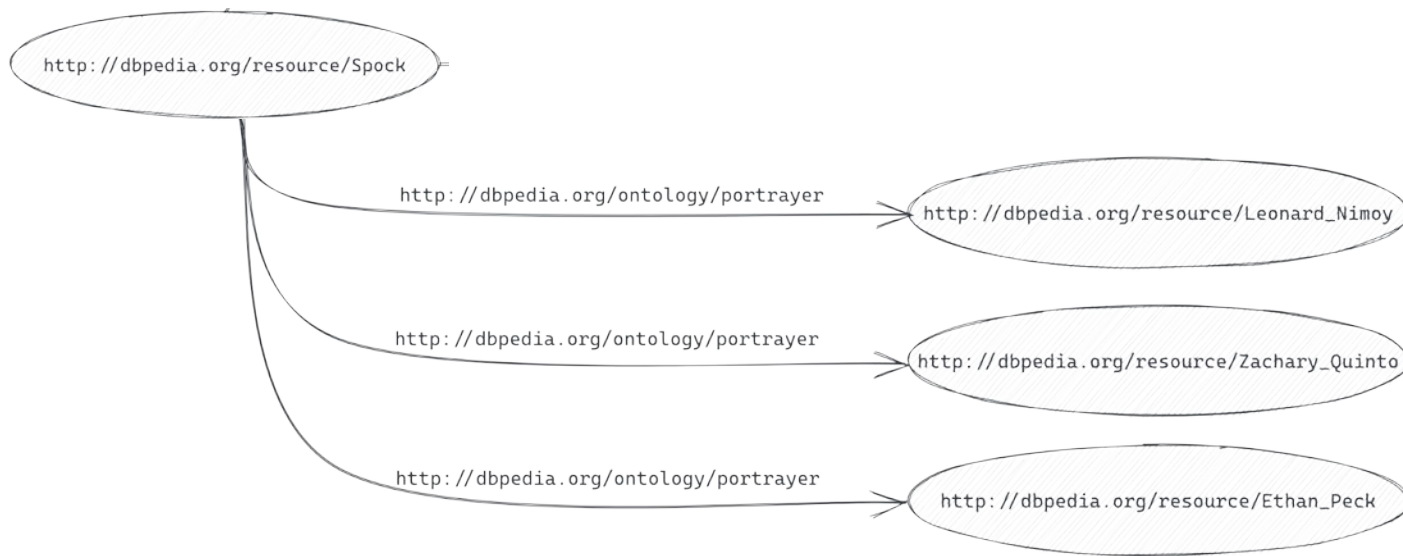 http://dbpedia.org/resource/Spock
http://dbpedia.org/ontology/portrayer
http://dbpedia.org/resource/Leonard_Nimoy
http://dbpedia.org/ontology/portrayer
http://dbpedia.org/resource/Zachary_Quinto
http://dbpedia.org/ontology/portrayer
http://dbpedia.org/resource/Ethan_Peck